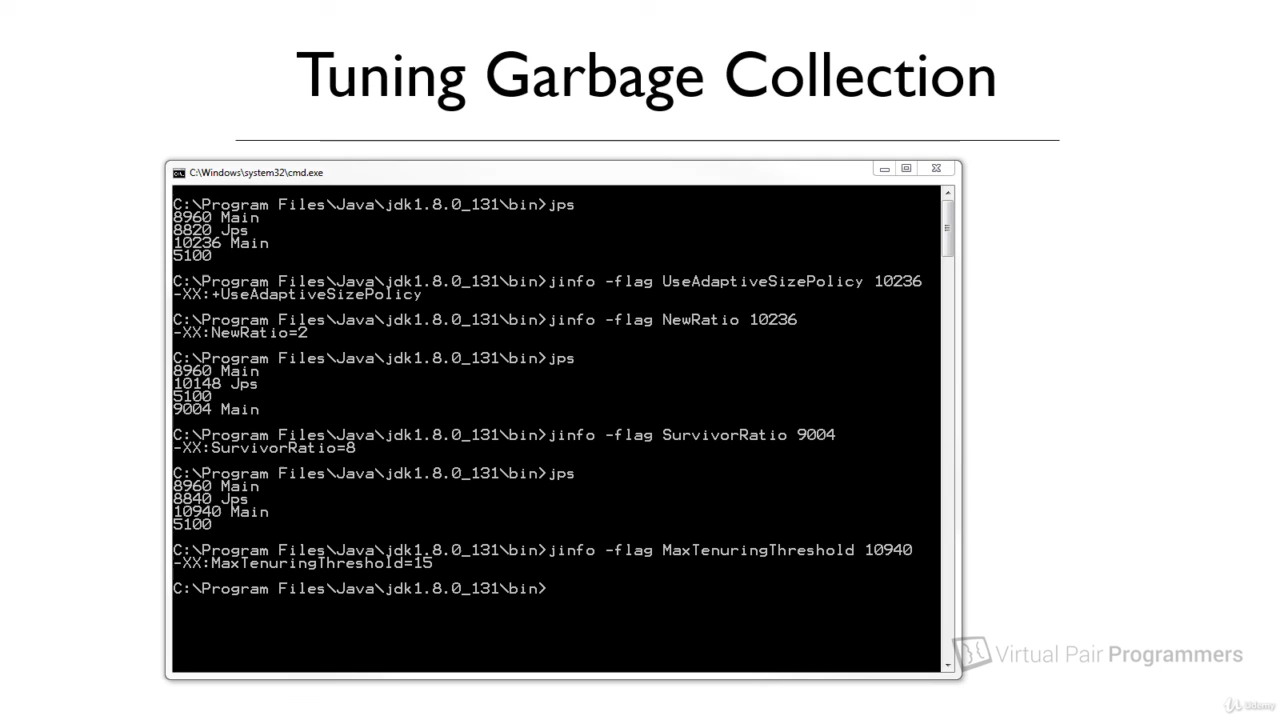 Tuning Garbage Collection
C:\Windows\system32\cmd.exe
C:\Program Files\Java\jdk1.8.0_131\bin>jps
8960 Main
8820 Jps
10236 Main
5100
C:\Program Files\Java\jdk1.8.0_131\bin>jinfo -flag UseAdaptiveSizePolicy 10236
-XX:+UseAdaptiveSizePolicy
C:\Program Files\Java\jdk1.8.0_131\bin>jinfo -flag NewRatio 10236
-XX:NewRatio=2
C:\Program Files\Java\jdk1.8.0_131\bin>jps
8960 Main
10148 Jps
5100
9004 Main
C:\Program Files\Java\jdk1.8.0_131\bin>jinfo -flag SurvivorRatio 9004
-XX:SurvivorRatio=8
C:\Program Files\Java\jdk1.8.0_131\bin>jps
8960 Main
8840 Jps
10940 Main
5100
C:\Program Files\Java\jdk1.8.0_131\bin>jinfo -flag MaxTenuringThreshold 10940
-XX:MaxTenuringThreshold=15
C:\Program Files\Java\jdk1.8.0_131\bin>
Virtual Pair Programmers
Udemy